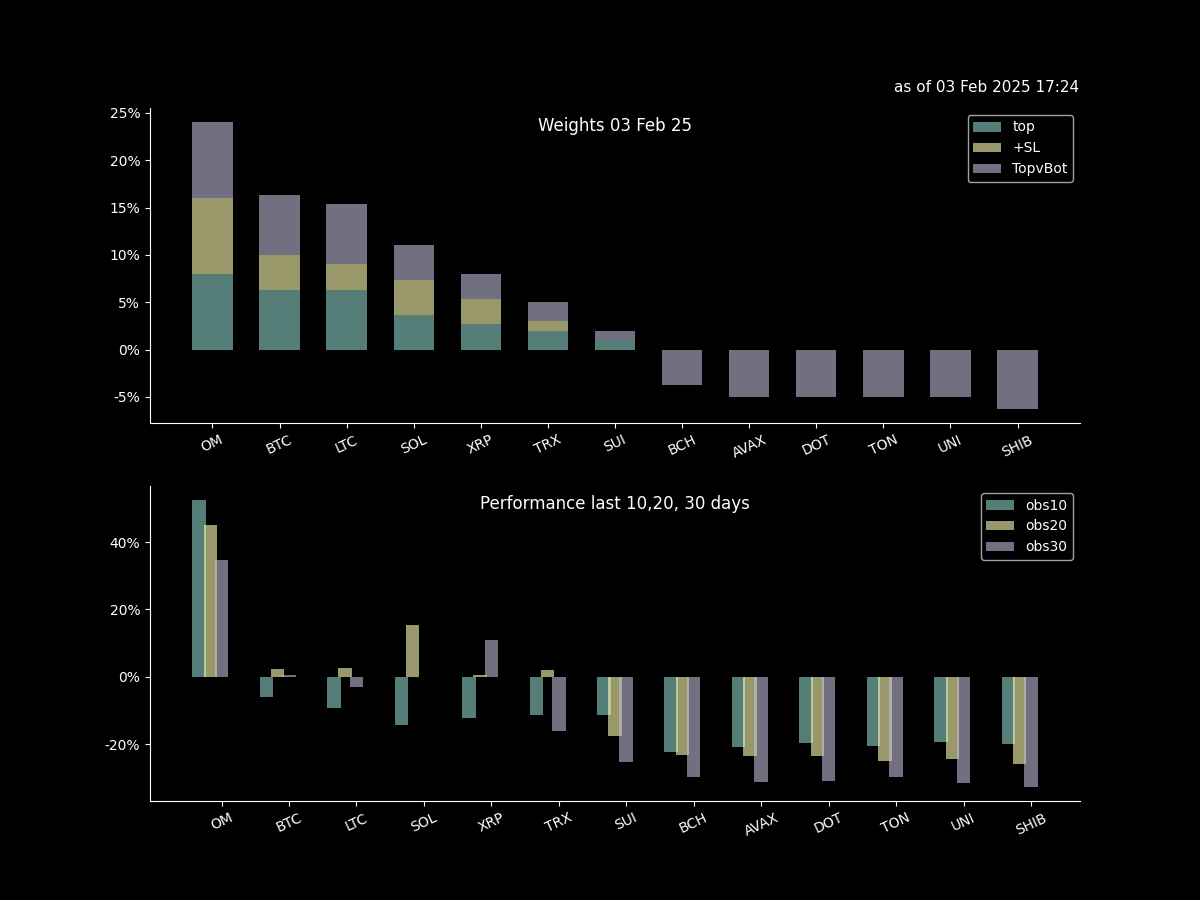 as of 03 Feb 2025 17:24
Weights 03 Feb 25
top
+SL
TopvBot
25%
20%
15%
10%
5%
0%
-5%
OM BTC LTC SOL XRP TRX SUI BCH AVAX DOT TON UNI SHIB
Performance last 10,20, 30 days
obs10
obs20
obs30
40%
20%
0%
-20%
OM BTC LTC SOL XRP TRX SUI BCH AVAX DOT TON UNI SHIB